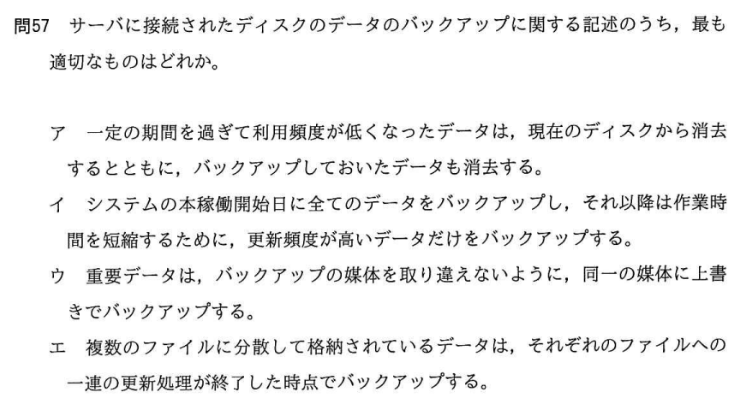 問57　サーバに接続されたディスクのデータのバックアップに関する記述のうち，最も
適切なものはどれか。
ア　一定の期間を過ぎて利用頻度が低くなったデータは，現在のディスクから消去
するとともに，バックアップしておいたデータも消去する。
イ　システムの本稼働開始日に全てのデータをバックアップし，それ以降は作業時
間を短縮するために，更新頻度が高いデータだけをバックアップする。
ウ　重要データは，バックアップの媒体を取り違えないように，同一の媒体に上書
きでバックアップする。
エ　複数のファイルに分散して格納されているデータは，それぞれのファイルへの
一連の更新処理が終了した時点でバックアップする。